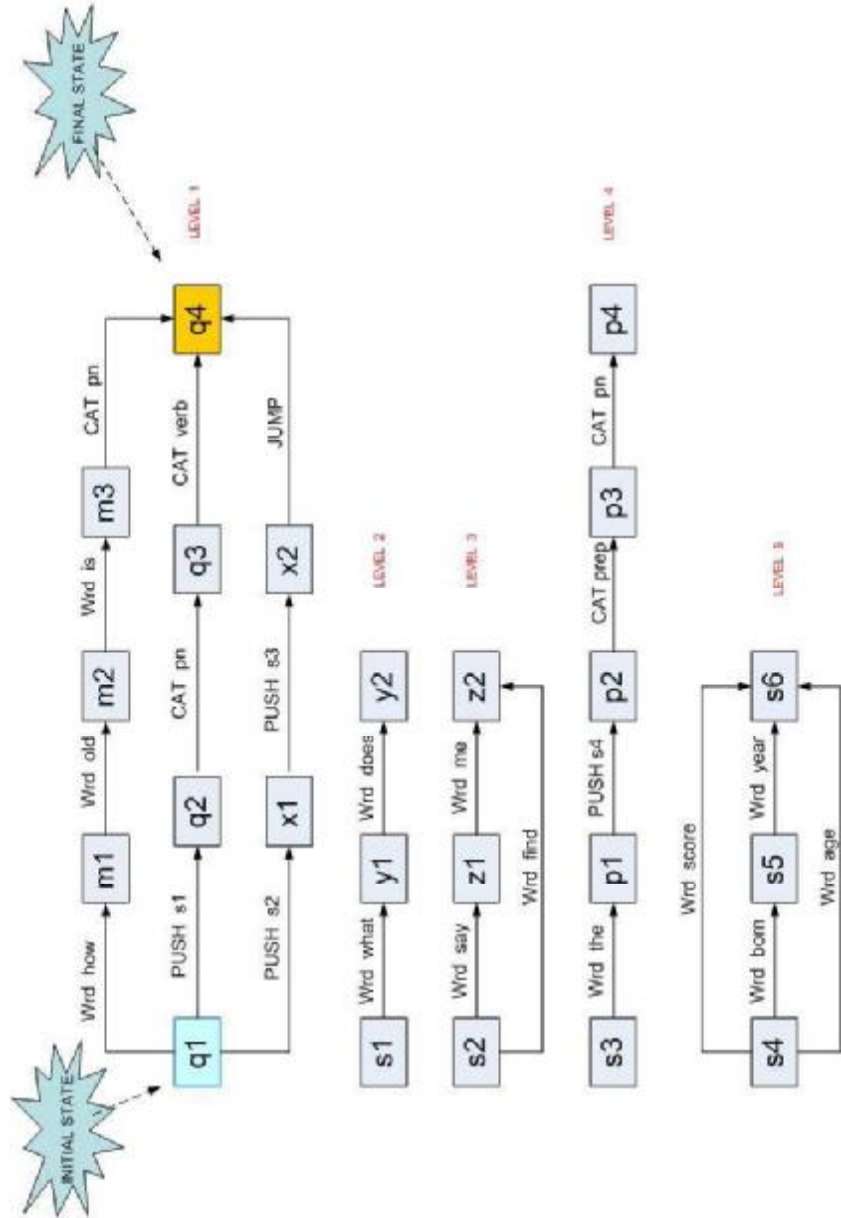 INITIAL STATE
FINAL STATE
Wrd how
m1
Wrd old
m2
Wrd is
m3
CAT pn
q1
PUSH s1
q2
CAT pn
q3
CAT verb
q4
LEVEL 1
PUSH s2
x1
PUSH s3
x2
JUMP
s1
Wrd what
y1
Wrd does
y2
LEVEL 2
s2
Wrd say
z1
Wrd me
z2
LEVEL 3
Wrd find
s3
Wrd the
p1
PUSH s4
p2
CAT prep
p3
CAT pn
p4
LEVEL 4
Wrd score
s4
Wrd born
s5
Wrd year
s6
LEVEL 5
Wrd age